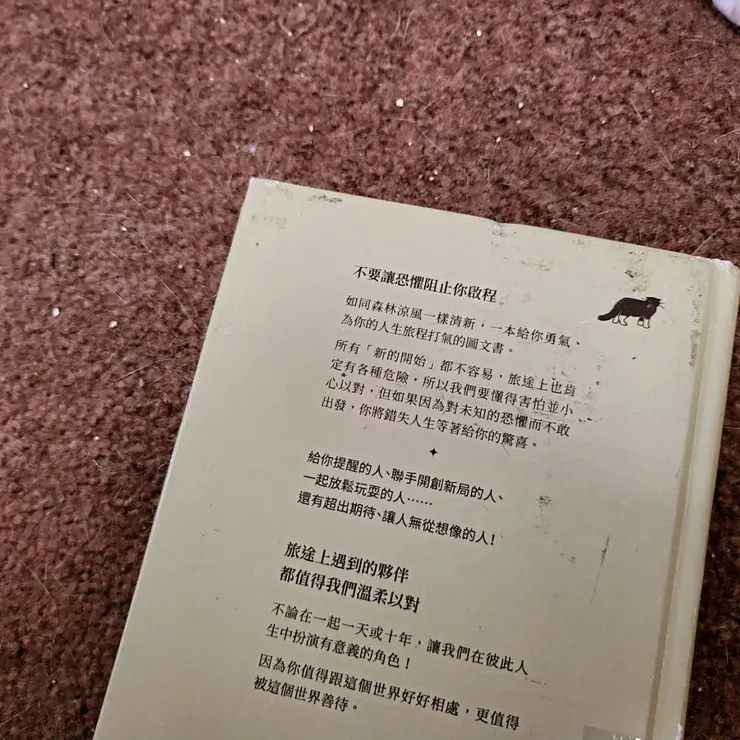 不要讓恐懼阻止你啟程
如同森林涼風一樣清新，一本給你勇氣、
為你的人生旅程打氣的圖文書。
所有「新的開始」都不容易，旅途上也肯
定有各種危險，所以我們要懂得害怕並小
心以對，但如果因為對未知的恐懼而不敢
出發，你將錯失人生等著給你的驚喜。
給你提醒的人、聯手開創新局的人、
一起放鬆玩耍的人……
還有超出期待、讓人無從想像的人！
旅途上遇到的夥伴
都值得我們溫柔以對
不論在一起一天或十年，讓我們在彼此人
生中扮演有意義的角色！
因為你值得跟這個世界好好相處，更值得
被這個世界善待。